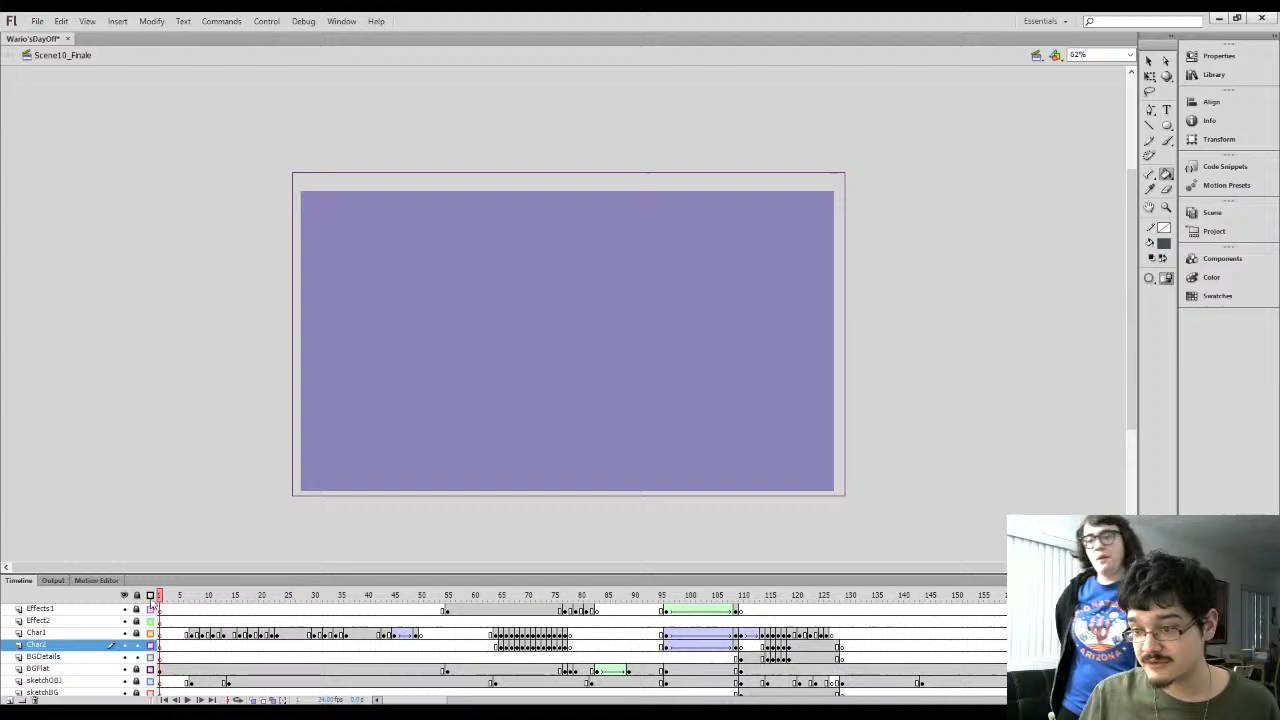 Fl File Edit View Insert Modify Text Commands Control Debug Window Help Essentials
Wario'sDayOff* ×
Scene10_Finale 62%
Properties
Library
Align
Info
Transform
Code Snippets
Motion Presets
Scene
Project
Components
Color
Swatches
Timeline Output Motion Editor
1 5 10 15 20 25 30 35 40 45 50 55 60 65 70 75 80 85 90 95 100 105 110 115 120 125 130 135 140 145 150 155
Effects1
Effect2
Char1
Char2
BGDetails
BGFlat
sketchOBJ
sketchBG
1 24.00 fps 0.0 s
ARIZONA